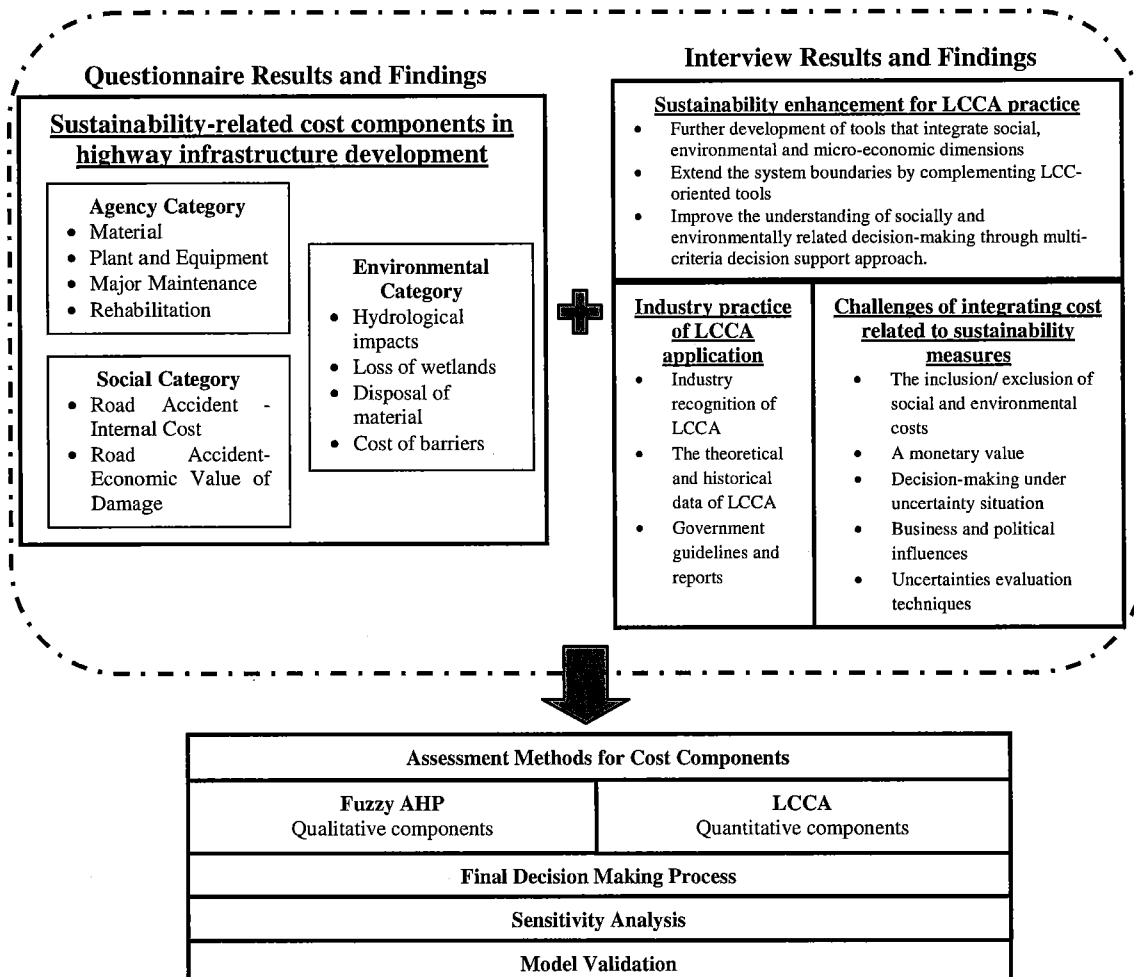 Questionnaire Results and Findings
Sustainability-related cost components in
highway infrastructure development
Agency Category
• Material
• Plant and Equipment
• Major Maintenance
• Rehabilitation
Social Category
• Road Accident -
Internal Cost
• Road Accident-
Economic Value of
Damage
Environmental
Category
• Hydrological
impacts
• Loss of wetlands
• Disposal of
material
• Cost of barriers
Interview Results and Findings
Sustainability enhancement for LCCA practice
• Further development of tools that integrate social,
environmental and micro-economic dimensions
• Extend the system boundaries by complementing LCC-
oriented tools
• Improve the understanding of socially and
environmentally related decision-making through multi-
criteria decision support approach.
Industry practice
of LCCA
application
• Industry
recognition of
LCCA
• The theoretical
and historical
data of LCCA
• Government
guidelines and
reports
Challenges of integrating cost
related to sustainability
measures
• The inclusion/ exclusion of
social and environmental
costs
• A monetary value
• Decision-making under
uncertainty situation
• Business and political
influences
• Uncertainties evaluation
techniques
Assessment Methods for Cost Components
Fuzzy AHP
Qualitative components
LCCA
Quantitative components
Final Decision Making Process
Sensitivity Analysis
Model Validation